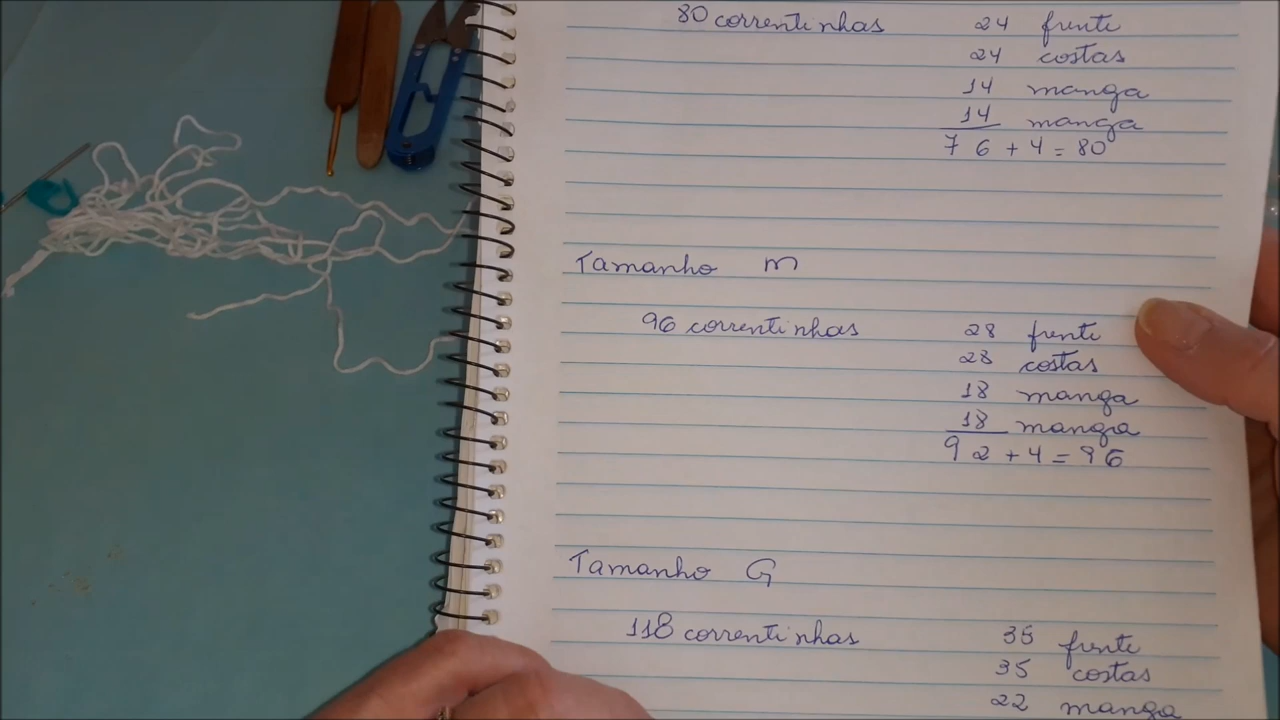 80 correntinhas 24 frente
24 costas
14 manga
14 manga
76 + 4 = 80
Tamanho M
96 correntinhas 28 frente
28 costas
18 manga
18 manga
92 + 4 = 96
Tamanho G
118 correntinhas 35 frente
35 costas
22 manga